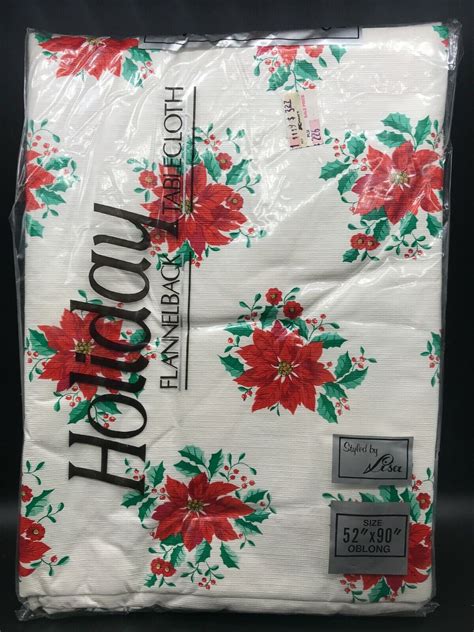 Holiday
FLANNELBACK TABLECLOTH
Styled by
Lisa
SIZE
52"x90"
OBLONG